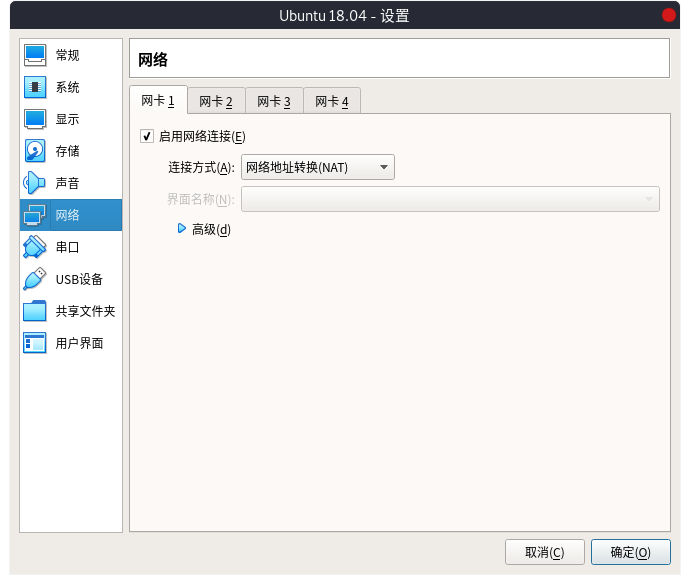 Ubuntu 18.04 - 设置
常规
系统
显示
存储
声音
网络
串口
USB设备
共享文件夹
用户界面
网络
网卡 1 网卡 2 网卡 3 网卡 4
启用网络连接(E)
连接方式(A): 网络地址转换(NAT)
界面名称(N):
高级(d)
取消(C) 确定(O)